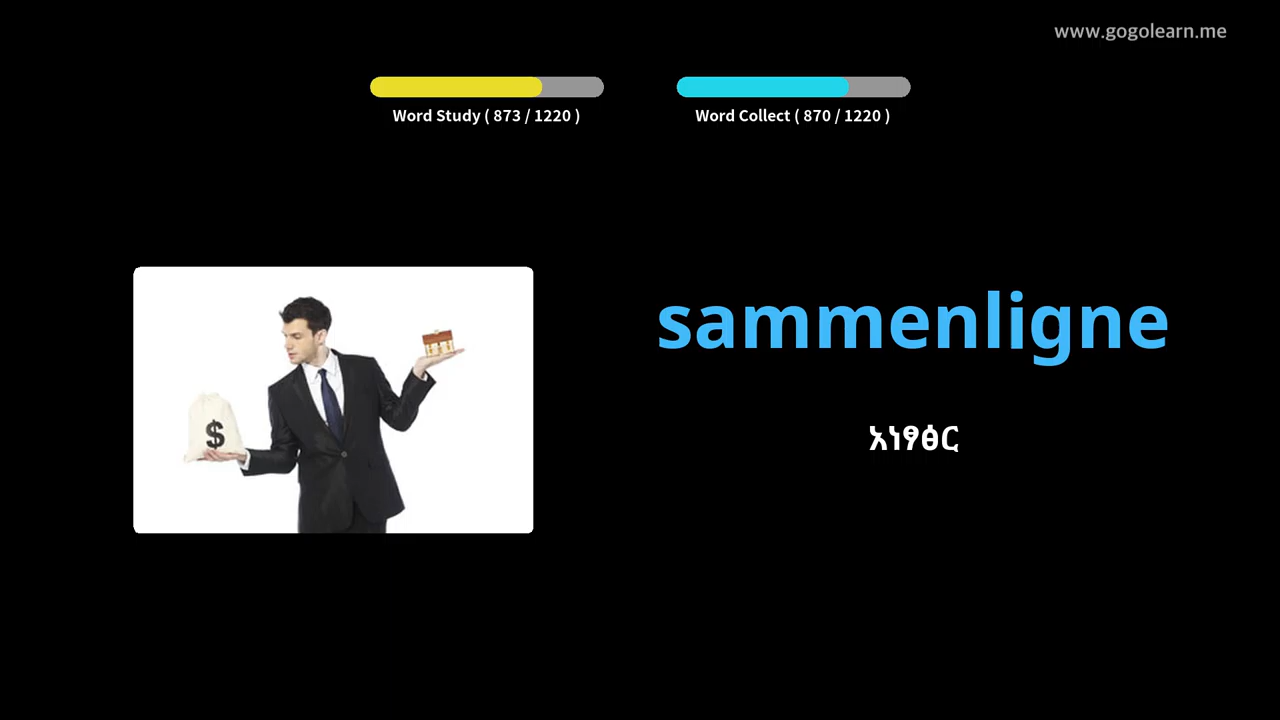 www.gogolearn.me
Word Study ( 873 / 1220 )
Word Collect ( 870 / 1220 )
sammenligne
አነፃፅር
$